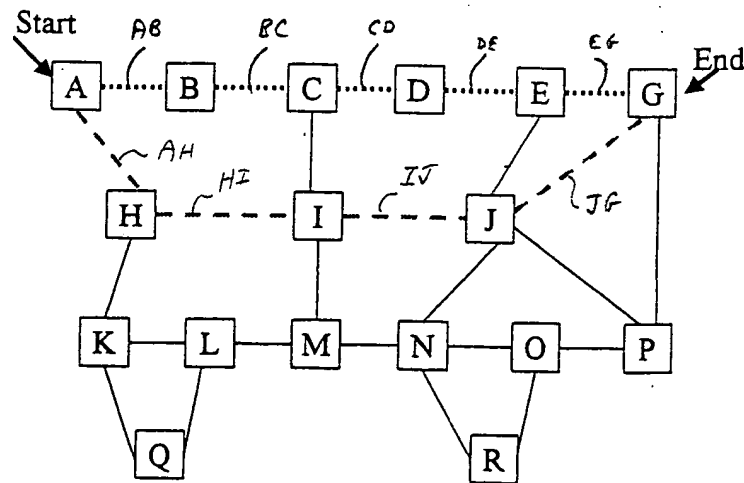 Start AB BC CD DE EG End
A B C D E G
AH HI IJ JG
H I J
K L M N O P
Q R